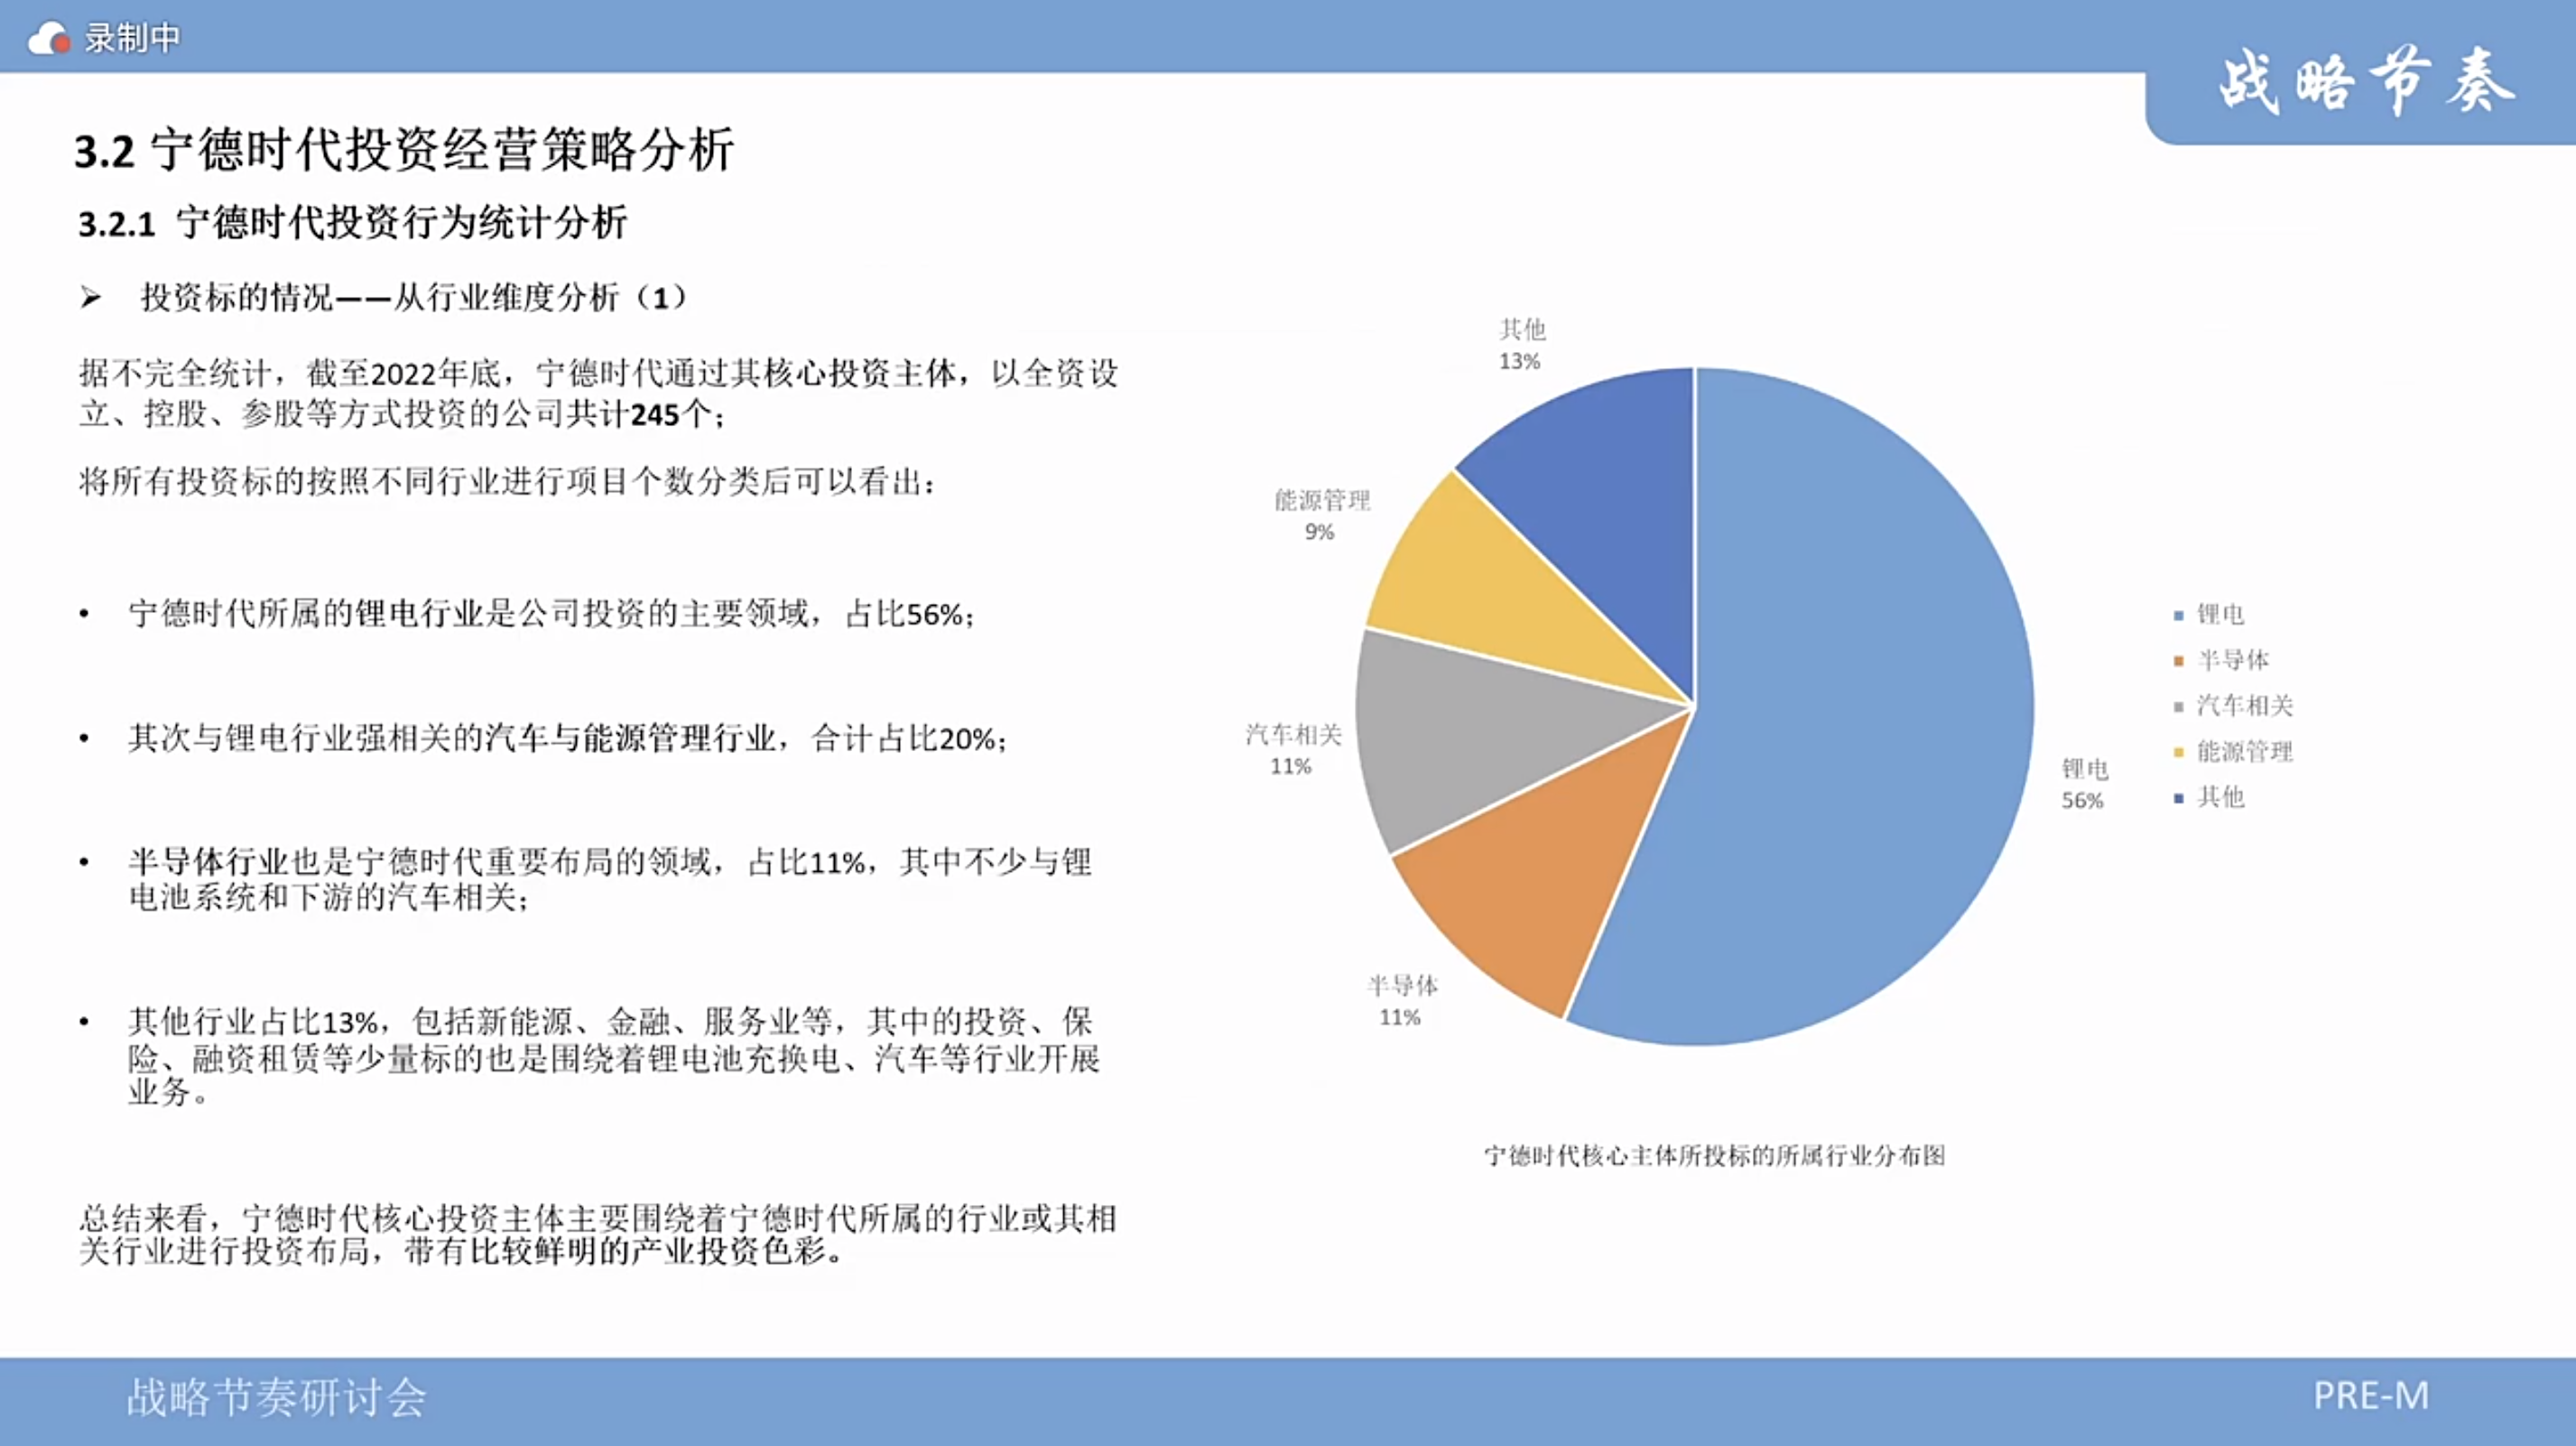 录制中
战略节奏
3.2 宁德时代投资经营策略分析
3.2.1 宁德时代投资行为统计分析
➢ 投资标的情况——从行业维度分析（1）
据不完全统计，截至2022年底，宁德时代通过其核心投资主体，以全资设
立、控股、参股等方式投资的公司共计245个；
将所有投资标的按照不同行业进行项目个数分类后可以看出：
• 宁德时代所属的锂电行业是公司投资的主要领域，占比56%；
• 其次与锂电行业强相关的汽车与能源管理行业，合计占比20%；
• 半导体行业也是宁德时代重要布局的领域，占比11%，其中不少与锂
电池系统和下游的汽车相关；
• 其他行业占比13%，包括新能源、金融、服务业等，其中的投资、保
险、融资租赁等少量标的也是围绕着锂电池充换电、汽车等行业开展
业务。
总结来看，宁德时代核心投资主体主要围绕着宁德时代所属的行业或其相
关行业进行投资布局，带有比较鲜明的产业投资色彩。
其他
13%
能源管理
9%
汽车相关
11%
半导体
11%
锂电
56%
锂电
半导体
汽车相关
能源管理
其他
宁德时代核心主体所投标的所属行业分布图
战略节奏研讨会
PRE-M